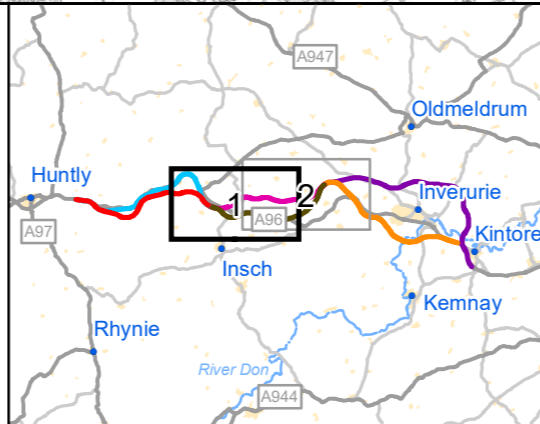 A947
Oldmeldrum
Huntly
1
2
Inverurie
A97
A96
Kintore
Insch
Kemnay
Rhynie
River Don
A944